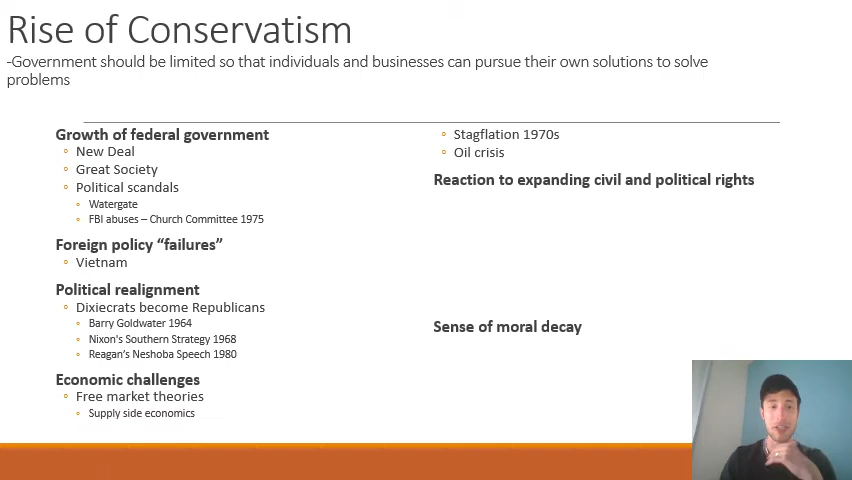 Rise of Conservatism
-Government should be limited so that individuals and businesses can pursue their own solutions to solve
problems
Growth of federal government
◦ New Deal
◦ Great Society
◦ Political scandals
◦ Watergate
◦ FBI abuses – Church Committee 1975
Foreign policy “failures”
◦ Vietnam
Political realignment
◦ Dixiecrats become Republicans
◦ Barry Goldwater 1964
◦ Nixon's Southern Strategy 1968
◦ Reagan’s Neshoba Speech 1980
Economic challenges
◦ Free market theories
◦ Supply side economics
◦ Stagflation 1970s
◦ Oil crisis
Reaction to expanding civil and political rights
Sense of moral decay